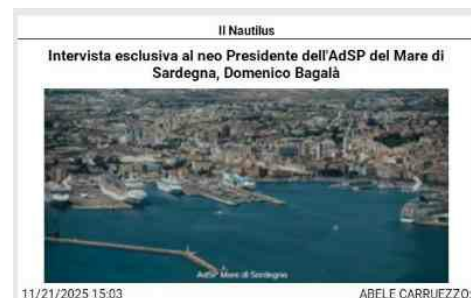 Il Nautilus
Intervista esclusiva al neo Presidente dell'AdSP del Mare di
Sardegna, Domenico Bagalà
AdSP Mare di Sardegna
11/21/2025 15:03 ABELE CARRUEZZO;